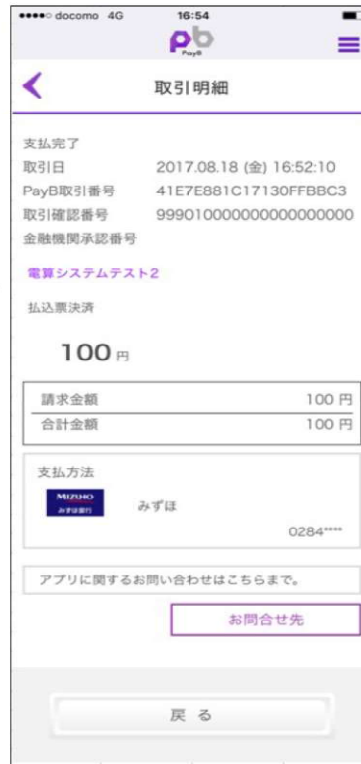 docomo 4G 16:54
pb
PayB
取引明細
支払完了
取引日 2017.08.18 (金) 16:52:10
PayB取引番号 41E7E881C17130FFBBC3
取引確認番号 999010000000000000000
金融機関承認番号
電算システムテスト2
払込票決済
100 円
請求金額 100 円
合計金額 100 円
支払方法
MIZUHO
みずほ銀行
みずほ
0284****
アプリに関するお問い合わせはこちらまで。
お問合せ先
戻る